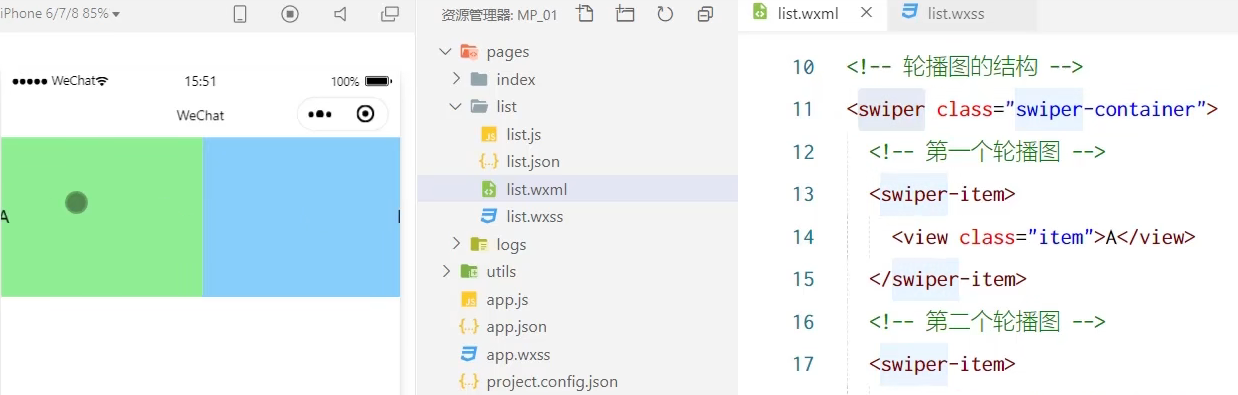 iPhone 6/7/8 85%
WeChat
15:51
100%
WeChat
A
资源管理器: MP_01
pages
index
list
list.js
list.json
list.wxml
list.wxss
logs
utils
app.js
app.json
app.wxss
project.config.json
list.wxml
list.wxss
10 <!-- 轮播图的结构 -->
11 <swiper class="swiper-container">
12 <!-- 第一个轮播图 -->
13 <swiper-item>
14 <view class="item">A</view>
15 </swiper-item>
16 <!-- 第二个轮播图 -->
17 <swiper-item>